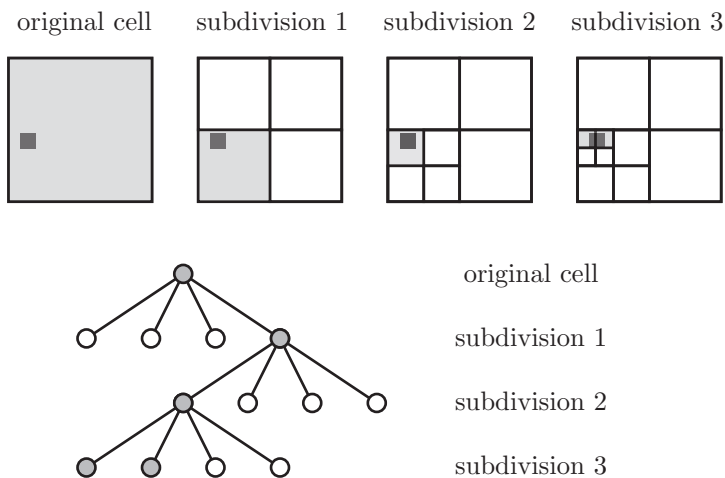 original cell subdivision 1 subdivision 2 subdivision 3
original cell
subdivision 1
subdivision 2
subdivision 3